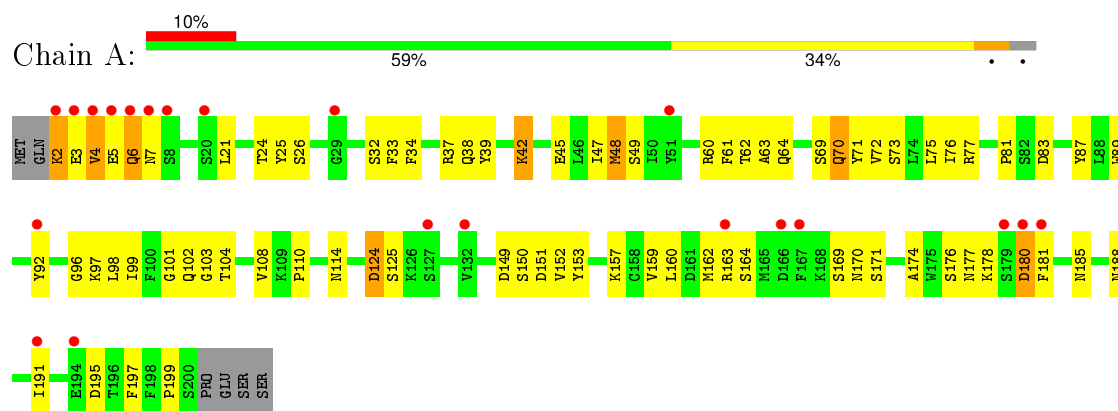 10%
Chain A:
59% 34% • •
MET GLN K2 E3 V4 E5 Q6 N7 S8 S20 L21 T24 Y25 S26 G29 S32 F33 F34 R37 Q38 Y39 K42 E45 L46 I47 M48 S49 I50 Y51 R60 F61 T62 A63 Q64 S69 Q70 Y71 V72 S73 L74 L75 I76 R77 P81 S82 D83 Y87 L88 W89
Y92 G96 K97 L98 I99 F100 G101 Q102 G103 T104 V108 K109 P110 N114 D124 S125 K126 S127 V132 D149 S150 D151 V152 Y153 K157 C158 V159 L160 D161 M162 R163 S164 M165 D166 F167 K168 S169 N170 S171 A174 W175 S176 N177 K178 S179 D180 F181 N185 N188
I191 E194 D195 T196 F197 F198 P199 S200 PRO GLU SER SER